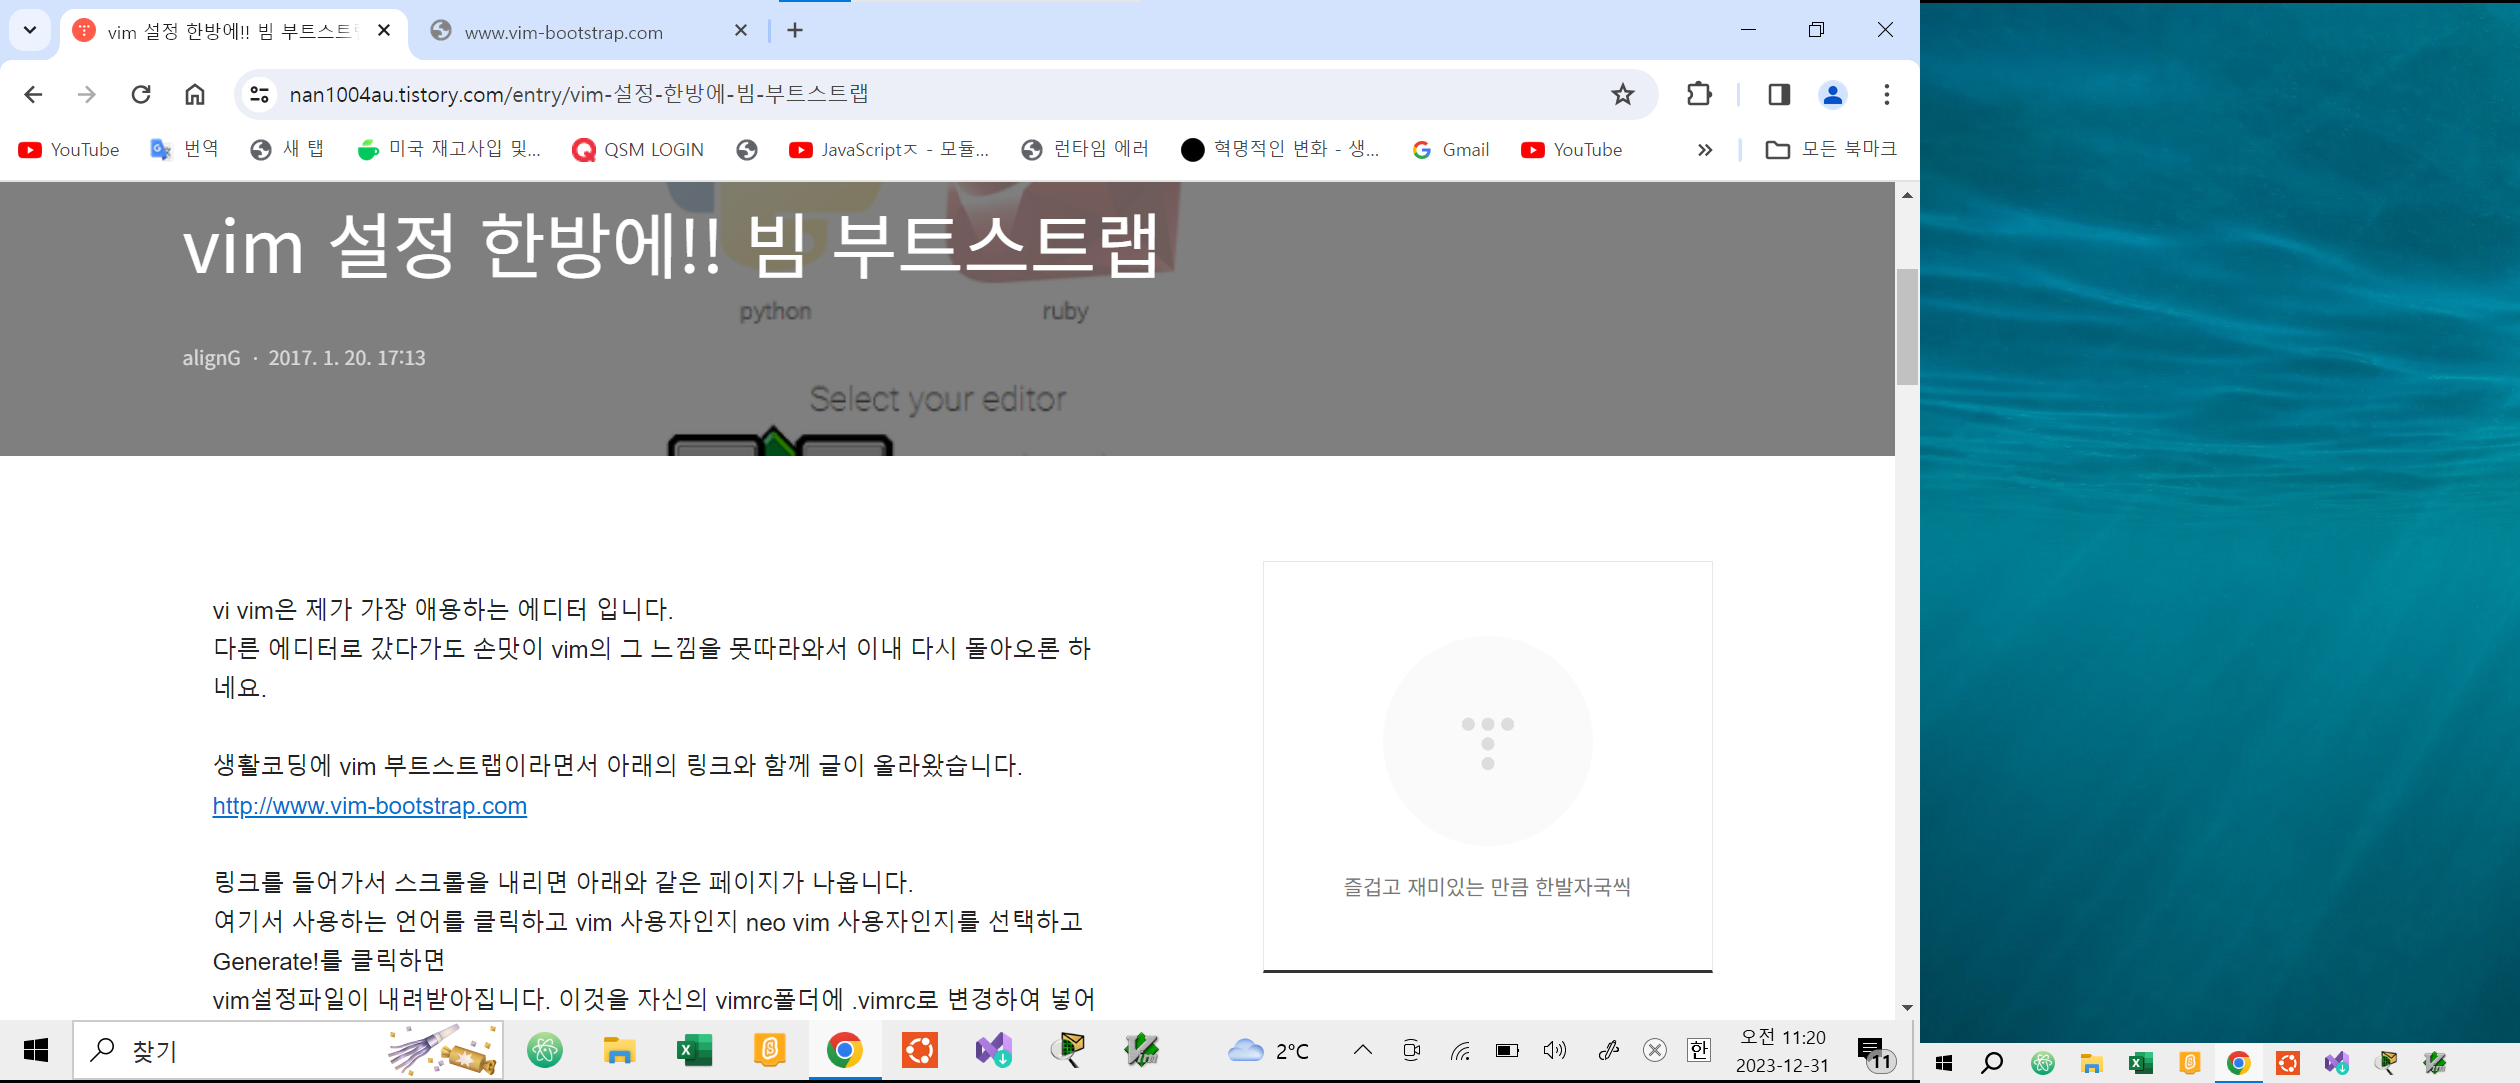 vim 설정 한방에!! 빔 부트스트
www.vim-bootstrap.com
nan1004au.tistory.com/entry/vim-설정-한방에-빔-부트스트랩
YouTube 번역 새 탭 미국 재고사입 및... QSM LOGIN JavaScriptㅈ - 모듈... 런타임 에러 혁명적인 변화 - 생... Gmail YouTube 모든 북마크
vim 설정 한방에!! 빔 부트스트랩
python ruby
alignG · 2017. 1. 20. 17:13
Select your editor
vi vim은 제가 가장 애용하는 에디터 입니다.
다른 에디터로 갔다가도 손맛이 vim의 그 느낌을 못따라와서 이내 다시 돌아오론 하
네요.
생활코딩에 vim 부트스트랩이라면서 아래의 링크와 함께 글이 올라왔습니다.
http://www.vim-bootstrap.com
링크를 들어가서 스크롤을 내리면 아래와 같은 페이지가 나옵니다.
여기서 사용하는 언어를 클릭하고 vim 사용자인지 neo vim 사용자인지를 선택하고
Generate!를 클릭하면
vim설정파일이 내려받아집니다. 이것을 자신의 vimrc폴더에 .vimrc로 변경하여 넣어
즐겁고 재미있는 만큼 한발자국씩
찾기
2°C
한
오전 11:20
2023-12-31
11